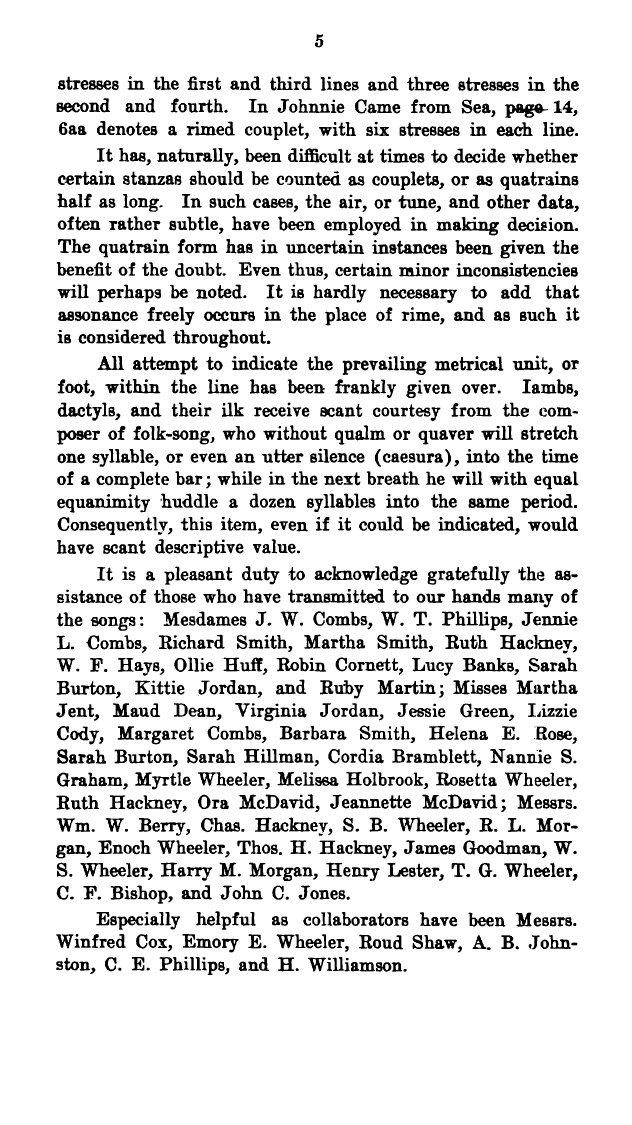 5
stresses in the first and third lines and three stresses in the
second and fourth. In Johnnie Came from Sea, page 14,
6aa denotes a rimed couplet, with six stresses in each line.
It has, naturally, been difficult at times to decide whether
certain stanzas should be counted as couplets, or as quatrains
half as long. In such cases, the air, or tune, and other data,
often rather subtle, have been employed in making decision.
The quatrain form has in uncertain instances been given the
benefit of the doubt. Even thus, certain minor inconsistencies
will perhaps be noted. It is hardly necessary to add that
assonance freely occurs in the place of rime, and as such it
is considered throughout.
All attempt to indicate the prevailing metrical unit, or
foot, within the line has been frankly given over. Iambs,
dactyls, and their ilk receive scant courtesy from the com-
poser of folk-song, who without qualm or quaver will stretch
one syllable, or even an utter silence (caesura), into the time
of a complete bar; while in the next breath he will with equal
equanimity huddle a dozen syllables into the same period.
Consequently, this item, even if it could be indicated, would
have scant descriptive value.
It is a pleasant duty to acknowledge gratefully the as-
sistance of those who have transmitted to our hands many of
the songs: Mesdames J. W. Combs, W. T. Phillips, Jennie
L. Combs, Richard Smith, Martha Smith, Ruth Hackney,
W. F. Hays, Ollie Huff, Robin Cornett, Lucy Banks, Sarah
Burton, Kittie Jordan, and Ruby Martin; Misses Martha
Jent, Maud Dean, Virginia Jordan, Jessie Green, Lizzie
Cody, Margaret Combs, Barbara Smith, Helena E. Rose,
Sarah Burton, Sarah Hillman, Cordia Bramblett, Nannie S.
Graham, Myrtle Wheeler, Melissa Holbrook, Rosetta Wheeler,
Ruth Hackney, Ora McDavid, Jeannette McDavid; Messrs.
Wm. W. Berry, Chas. Hackney, S. B. Wheeler, R. L. Mor-
gan, Enoch Wheeler, Thos. H. Hackney, James Goodman, W.
S. Wheeler, Harry M. Morgan, Henry Lester, T. G. Wheeler,
C. F. Bishop, and John C. Jones.
Especially helpful as collaborators have been Messrs.
Winfred Cox, Emory E. Wheeler, Roud Shaw, A. B. John-
ston, C. E. Phillips, and H. Williamson.